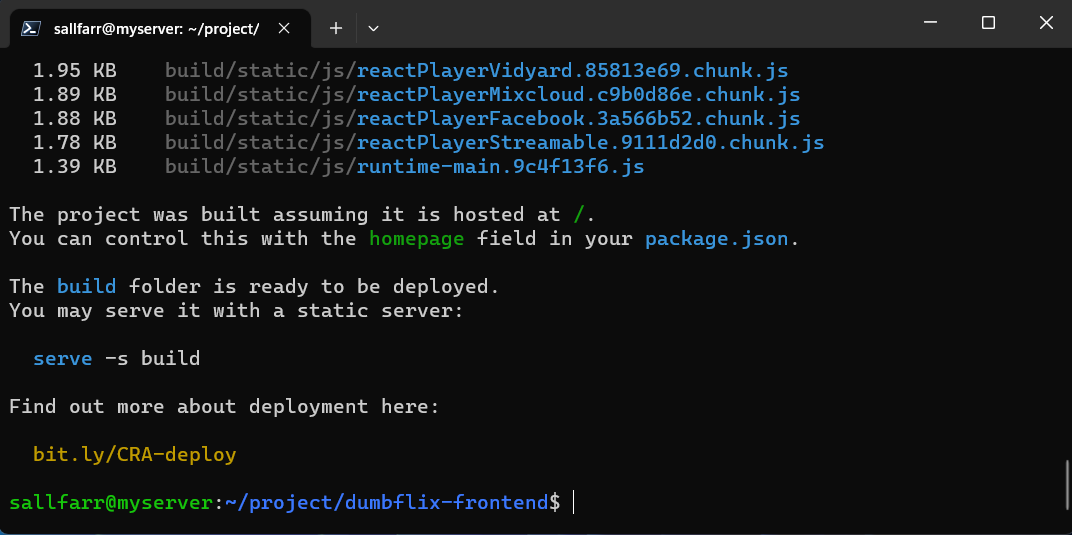 sallfarr@myserver: ~/project/
1.95 KB    build/static/js/reactPlayerVidyard.85813e69.chunk.js
1.89 KB    build/static/js/reactPlayerMixcloud.c9b0d86e.chunk.js
1.88 KB    build/static/js/reactPlayerFacebook.3a566b52.chunk.js
1.78 KB    build/static/js/reactPlayerStreamable.9111d2d0.chunk.js
1.39 KB    build/static/js/runtime-main.9c4f13f6.js
The project was built assuming it is hosted at /.
You can control this with the homepage field in your package.json.
The build folder is ready to be deployed.
You may serve it with a static server:
serve -s build
Find out more about deployment here:
bit.ly/CRA-deploy
sallfarr@myserver:~/project/dumbflix-frontend$